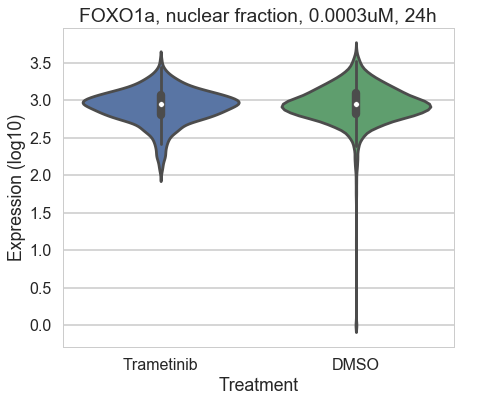 FOXO1a, nuclear fraction, 0.0003uM, 24h
Expression (log10)
3.5
3.0
2.5
2.0
1.5
1.0
0.5
0.0
Trametinib DMSO
Treatment